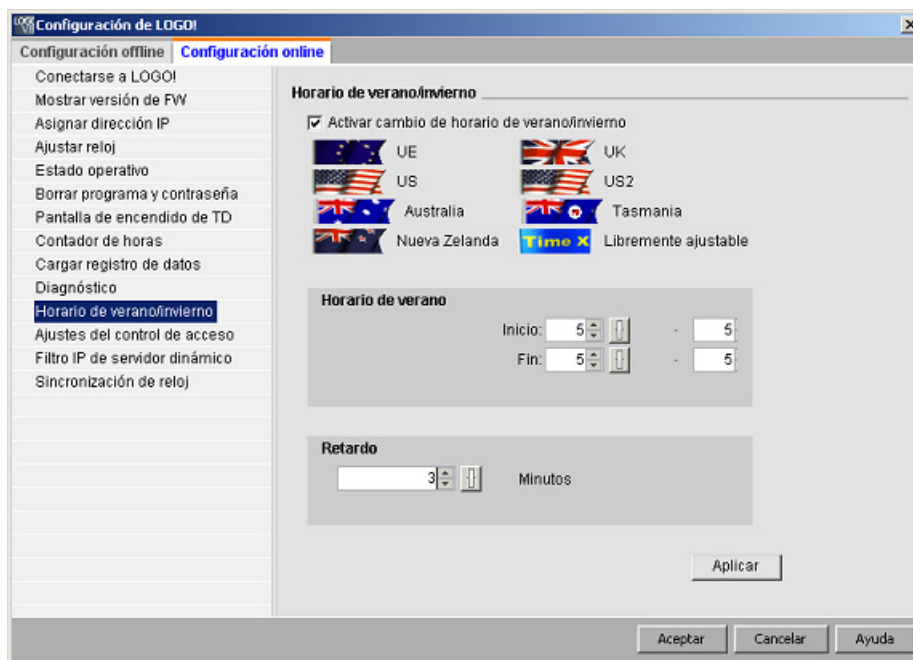 Configuración de LOGO!
Configuración offline
Configuración online
Conectarse a LOGO!
Mostrar versión de FW
Asignar dirección IP
Ajustar reloj
Estado operativo
Borrar programa y contraseña
Pantalla de encendido de TD
Contador de horas
Cargar registro de datos
Diagnóstico
Horario de verano/invierno
Ajustes del control de acceso
Filtro IP de servidor dinámico
Sincronización de reloj
Horario de verano/invierno
Activar cambio de horario de verano/invierno
UE
UK
US
US2
Australia
Tasmania
Nueva Zelanda
Time X
Libremente ajustable
Horario de verano
Inicio: 5 - 5
Fin: 5 - 5
Retardo
3 Minutos
Aplicar
Aceptar
Cancelar
Ayuda